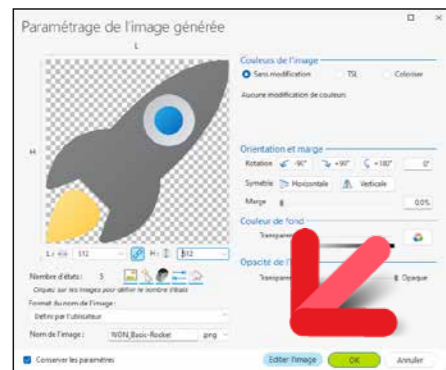 Paramétrage de l'image générée
L
H
L : 512 H : 512
Nombre d'états : 5
Cliquez sur les images pour définir le nombre d'états
Format du nom de l'image :
Défini par l'utilisateur
Nom de l'image : WDN_Basic-Rocket png
Conserver les paramètres
Couleurs de l'image
Sans modification TSL Coloriser
Aucune modification de couleurs
Orientation et marge
Rotation -90° +90° +180° 0°
Symétrie Horizontale Verticale
Marge 0,0%
Couleur de fond
Opacité de l'
Opaque
Editer l'image OK Annuler